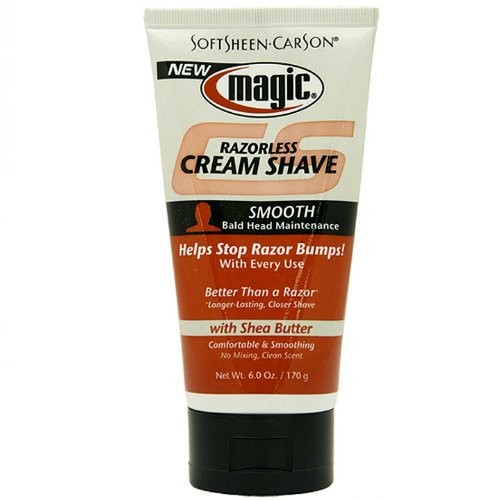 SOFTSHEEN·CARSON®
NEW
magic®
CS
RAZORLESS
CREAM SHAVE
SMOOTH
Bald Head Maintenance
Helps Stop Razor Bumps!
With Every Use
Better Than a Razor*
*Longer-Lasting, Closer Shave
with Shea Butter
Comfortable & Smoothing
No Mixing, Clean Scent
Net Wt. 6.0 Oz. / 170 g